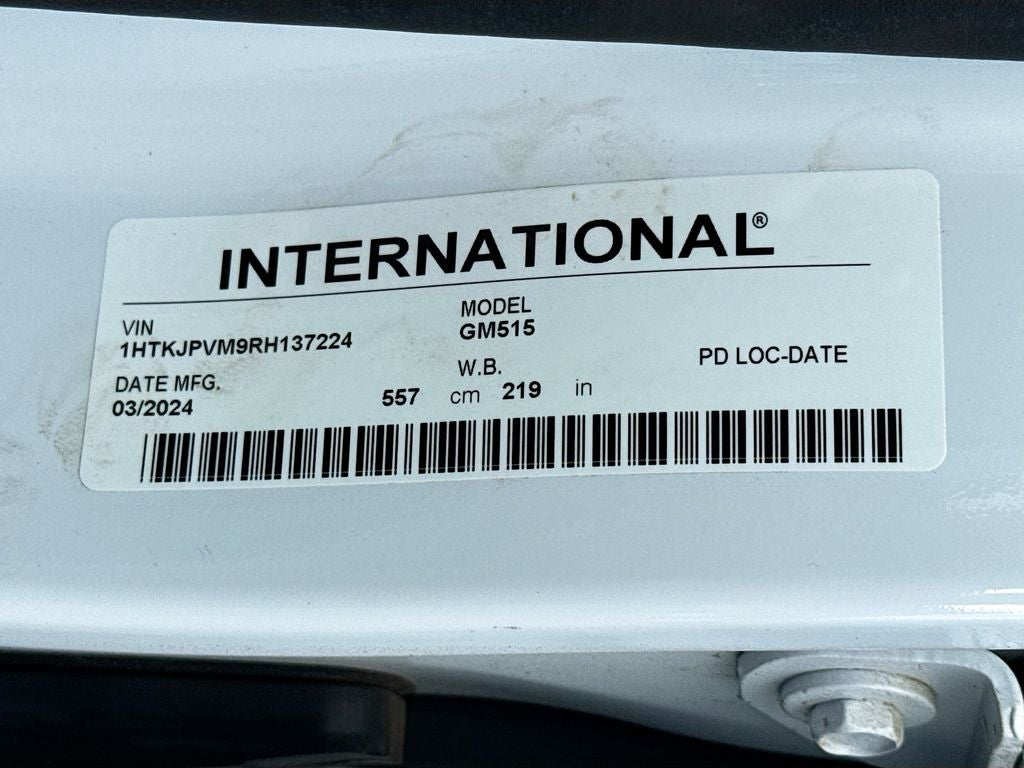 INTERNATIONAL®
VIN
1HTKJPVM9RH137224
MODEL
GM515
DATE MFG.
03/2024
W.B.
557 cm 219 in
PD LOC-DATE